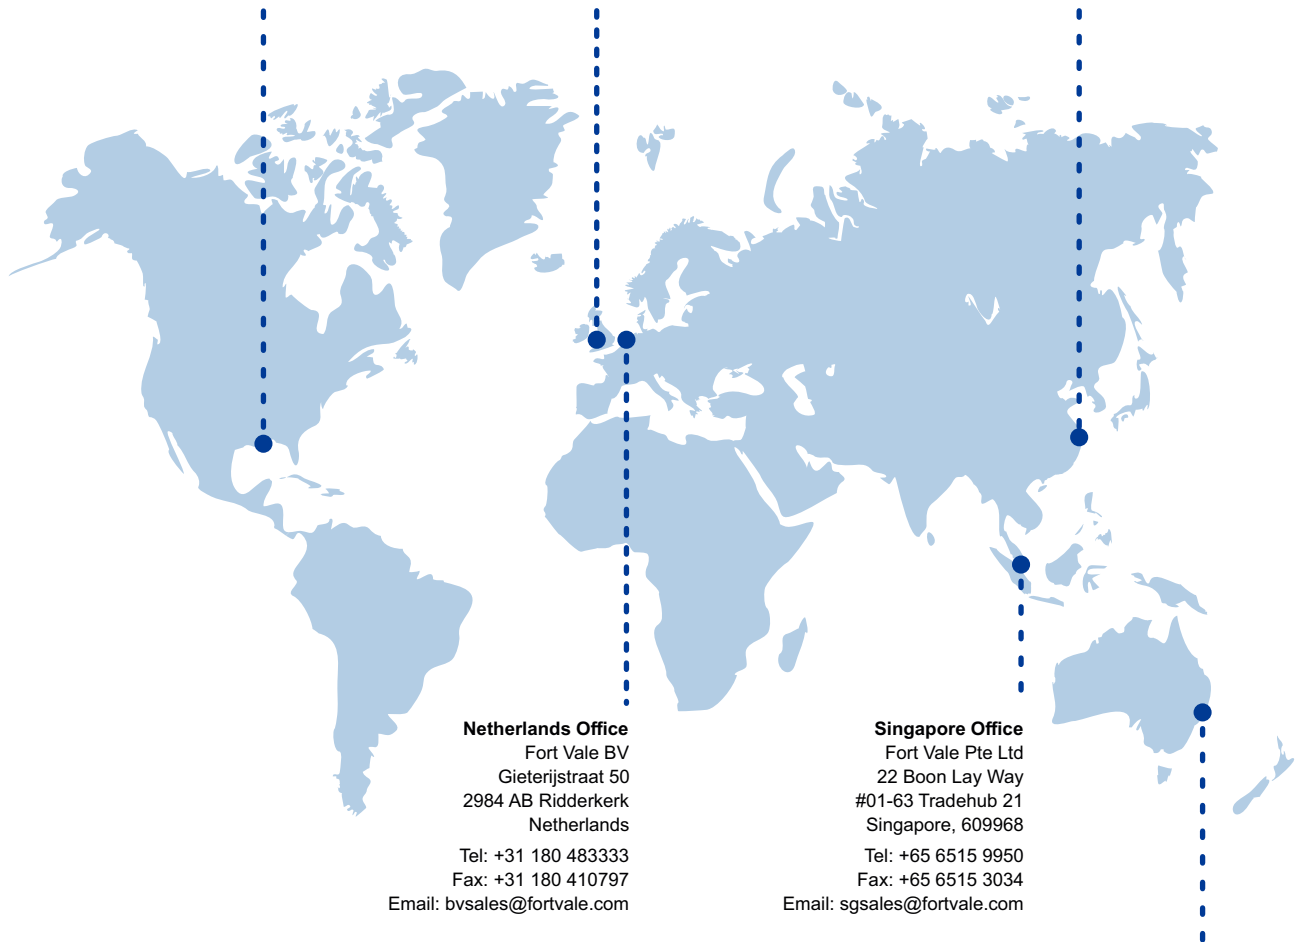 Netherlands Office
Fort Vale BV
Gieterijstraat 50
2984 AB Ridderkerk
Netherlands
Tel: +31 180 483333
Fax: +31 180 410797
Email: bvsales@fortvale.com
Singapore Office
Fort Vale Pte Ltd
22 Boon Lay Way
#01-63 Tradehub 21
Singapore, 609968
Tel: +65 6515 9950
Fax: +65 6515 3034
Email: sgsales@fortvale.com